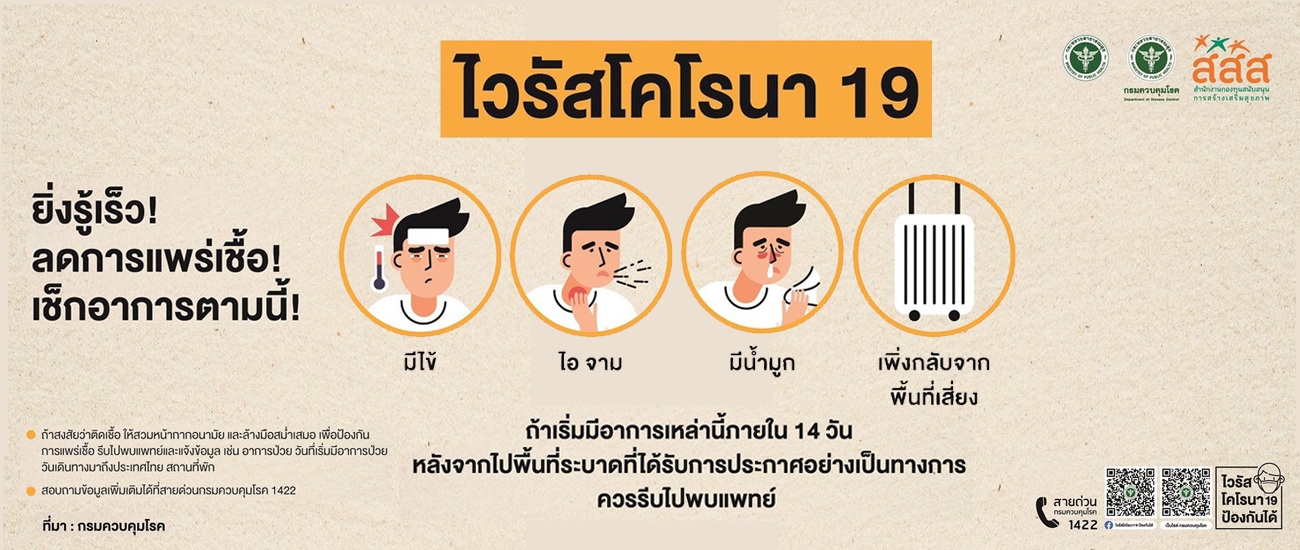 ไวรัสโคโรนา 19
กรมควบคุมโรค
Department of Disease Control
สสส
สำนักงานกองทุนสนับสนุน
การสร้างเสริมสุขภาพ
ยิ่งรู้เร็ว!
ลดการแพร่เชื้อ!
เช็กอาการตามนี้!
มีไข้
ไอ จาม
มีน้ำมูก
เพิ่งกลับจาก
พื้นที่เสี่ยง
ถ้าเริ่มมีอาการเหล่านี้ภายใน 14 วัน
หลังจากไปพื้นที่ระบาดที่ได้รับการประกาศอย่างเป็นทางการ
ควรรีบไปพบแพทย์
ถ้าสงสัยว่าติดเชื้อ ให้สวมหน้ากากอนามัย และล้างมือสม่ำเสมอ เพื่อป้องกัน
การแพร่เชื้อ รีบไปพบแพทย์และแจ้งข้อมูล เช่น อาการป่วย วันที่เริ่มมีอาการป่วย
วันเดินทางมาถึงประเทศไทย สถานที่พัก
สอบถามข้อมูลเพิ่มเติมได้ที่สายด่วนกรมควบคุมโรค 1422
ที่มา : กรมควบคุมโรค
สายด่วน
กรมควบคุมโรค
1422
เว็บไซต์ กรมควบคุมโรค
ไวรัส
โคโรนา 19
ป้องกันได้